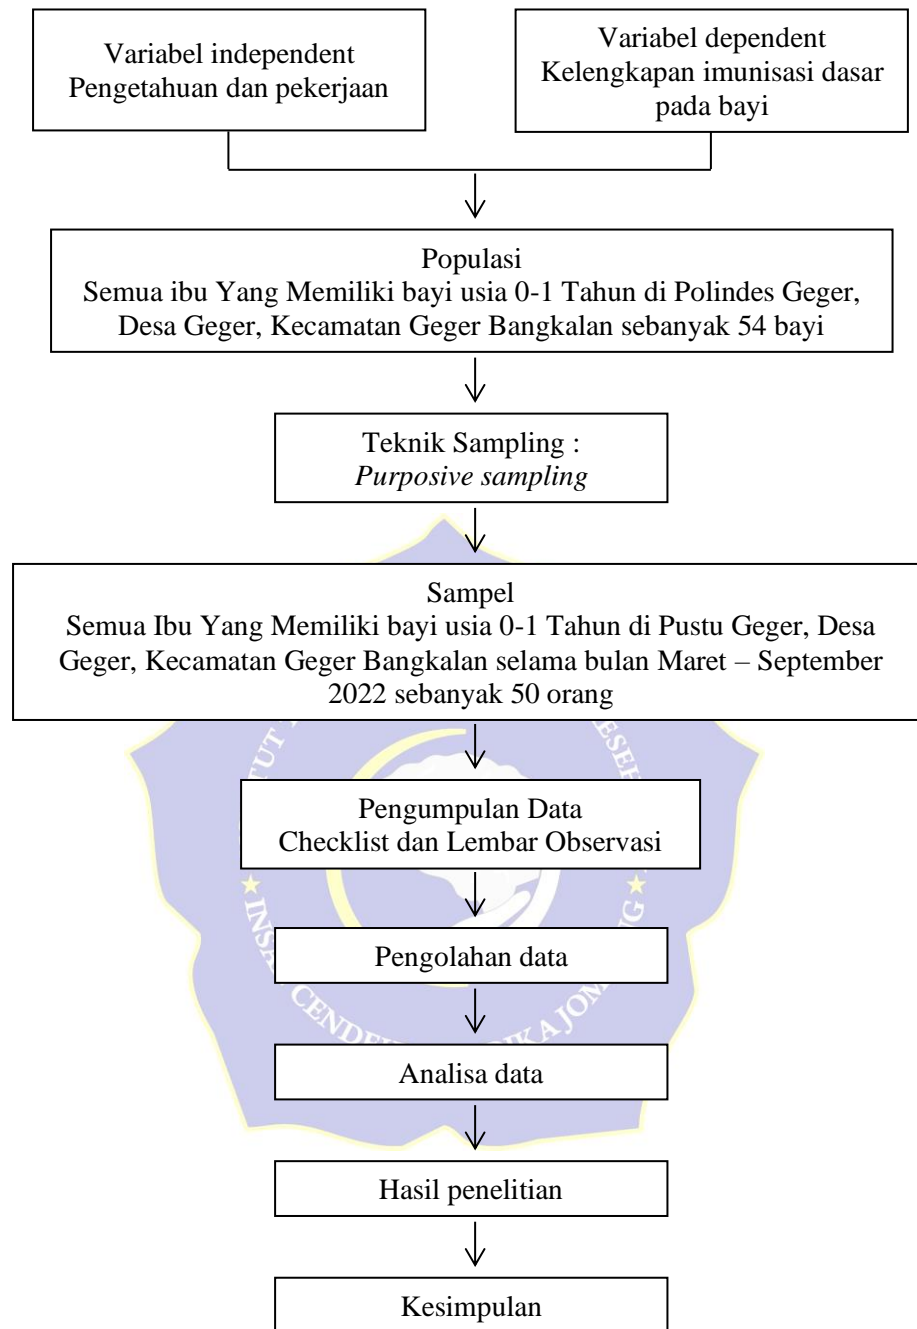 Variabel independent
Pengetahuan dan pekerjaan
Variabel dependent
Kelengkapan imunisasi dasar
pada bayi
Populasi
Semua ibu Yang Memiliki bayi usia 0-1 Tahun di Polindes Geger,
Desa Geger, Kecamatan Geger Bangkalan sebanyak 54 bayi
Teknik Sampling :
Purposive sampling
Sampel
Semua Ibu Yang Memiliki bayi usia 0-1 Tahun di Pustu Geger, Desa
Geger, Kecamatan Geger Bangkalan selama bulan Maret – September
2022 sebanyak 50 orang
Pengumpulan Data
Checklist dan Lembar Observasi
Pengolahan data
Analisa data
Hasil penelitian
Kesimpulan